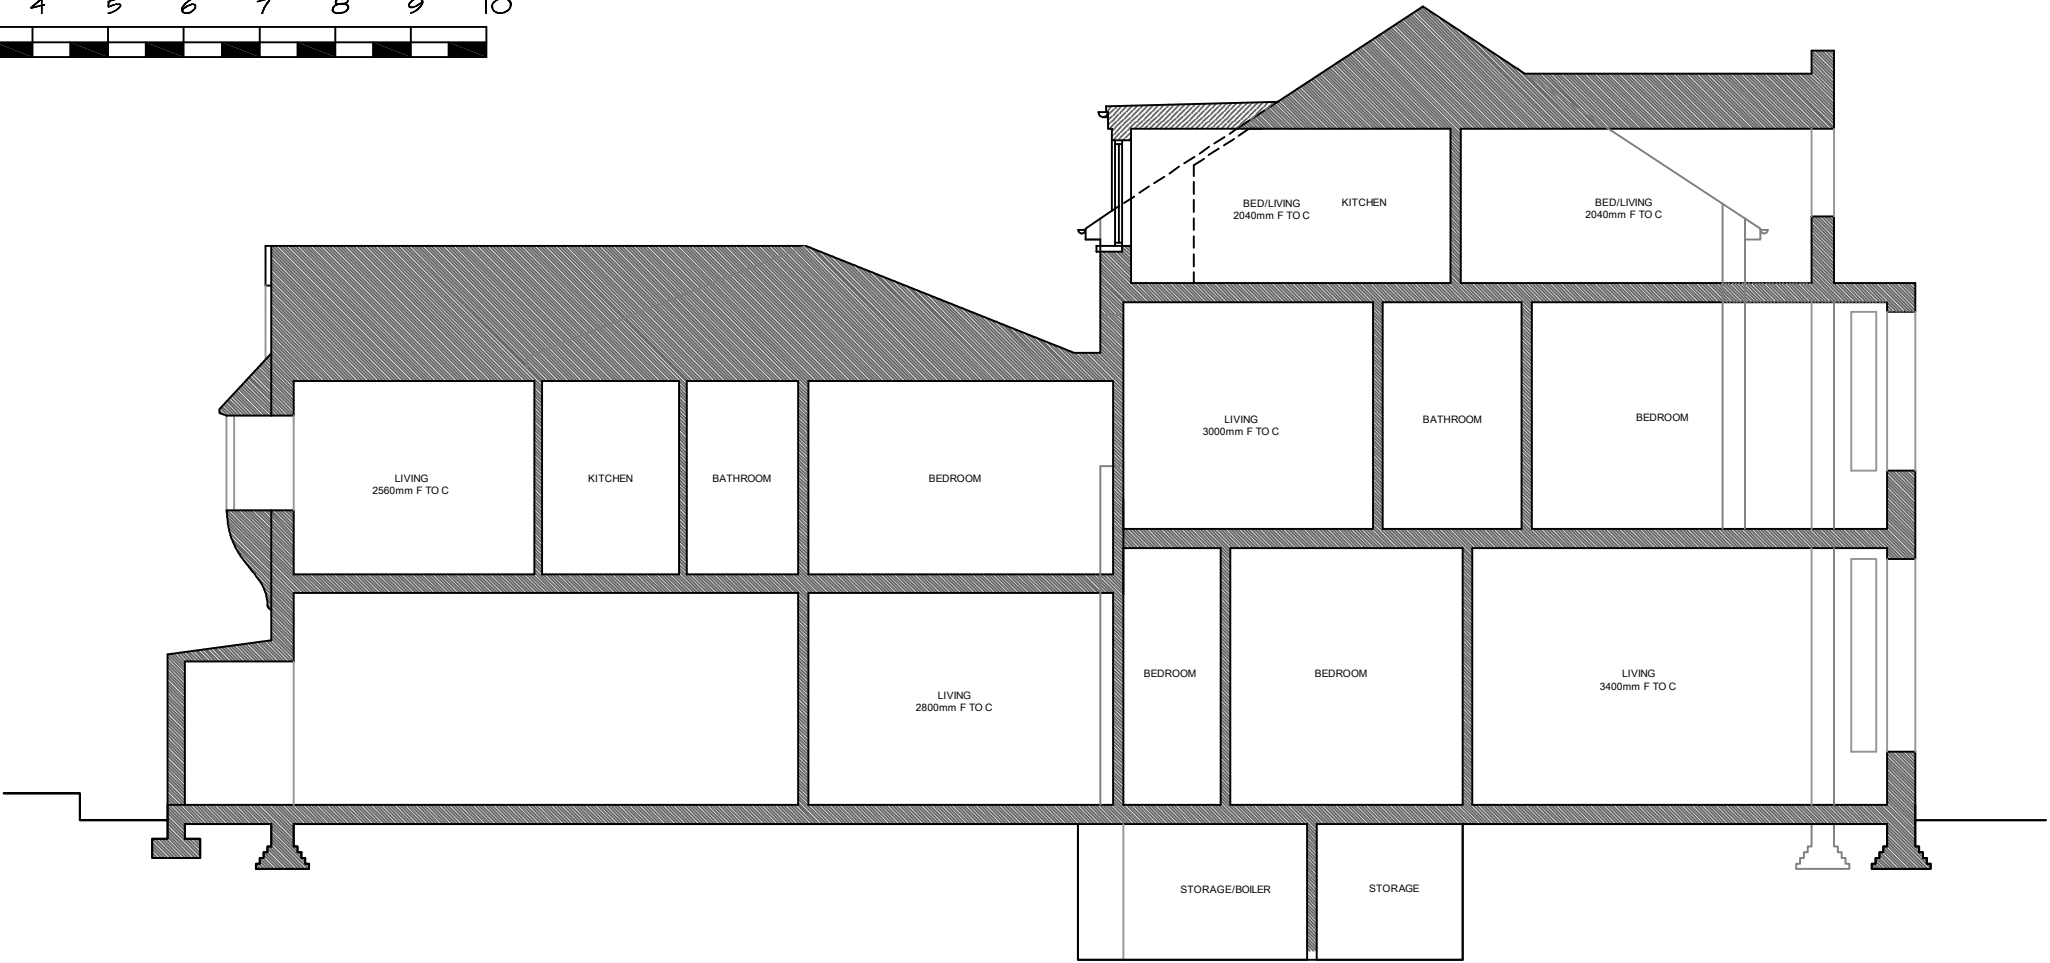 4 5 6 7 8 9 10
BED/LIVING
2040mm F TO C
KITCHEN
BED/LIVING
2040mm F TO C
LIVING
3000mm F TO C
BATHROOM
BEDROOM
LIVING
2560mm F TO C
KITCHEN
BATHROOM
BEDROOM
BEDROOM
BEDROOM
LIVING
3400mm F TO C
LIVING
2800mm F TO C
STORAGE/BOILER
STORAGE